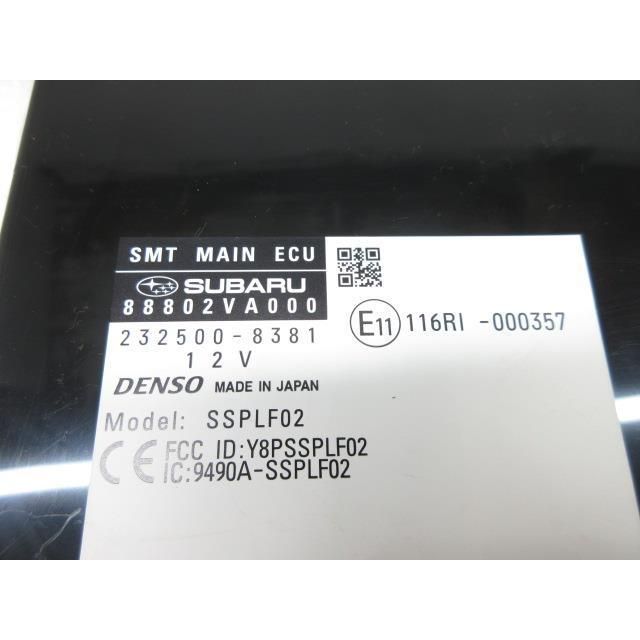 SMT MAIN ECU
SUBARU
88802VA000
232500-8381
12V
DENSO MADE IN JAPAN
Model: SSPLF02
CE FCC ID:Y8PSSPLF02
IC:9490A-SSPLF02
E11 116RI -000357